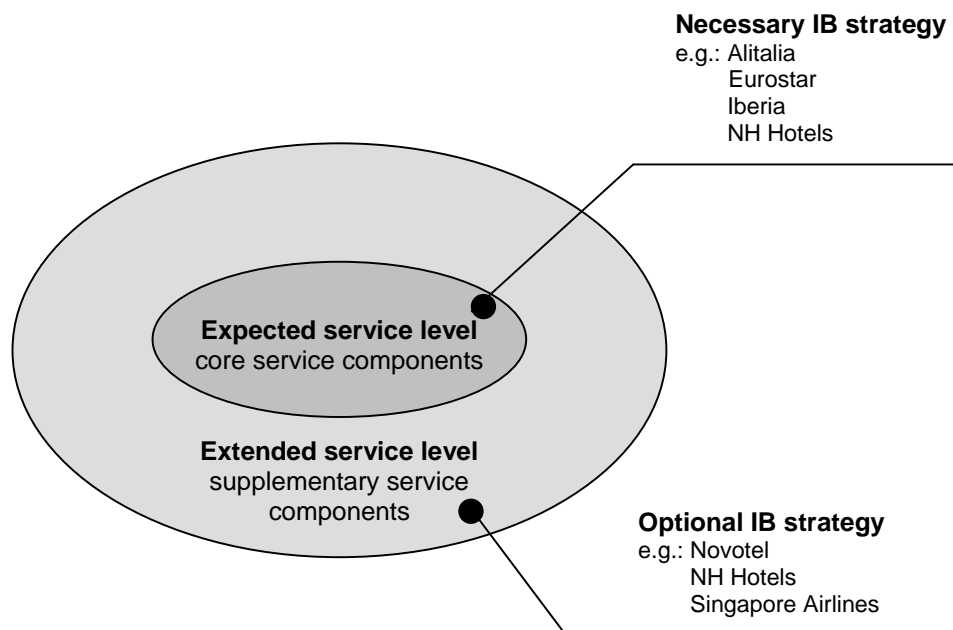 Necessary IB strategy
e.g.: Alitalia
Eurostar
Iberia
NH Hotels
Expected service level
core service components
Extended service level
supplementary service
components
Optional IB strategy
e.g.: Novotel
NH Hotels
Singapore Airlines